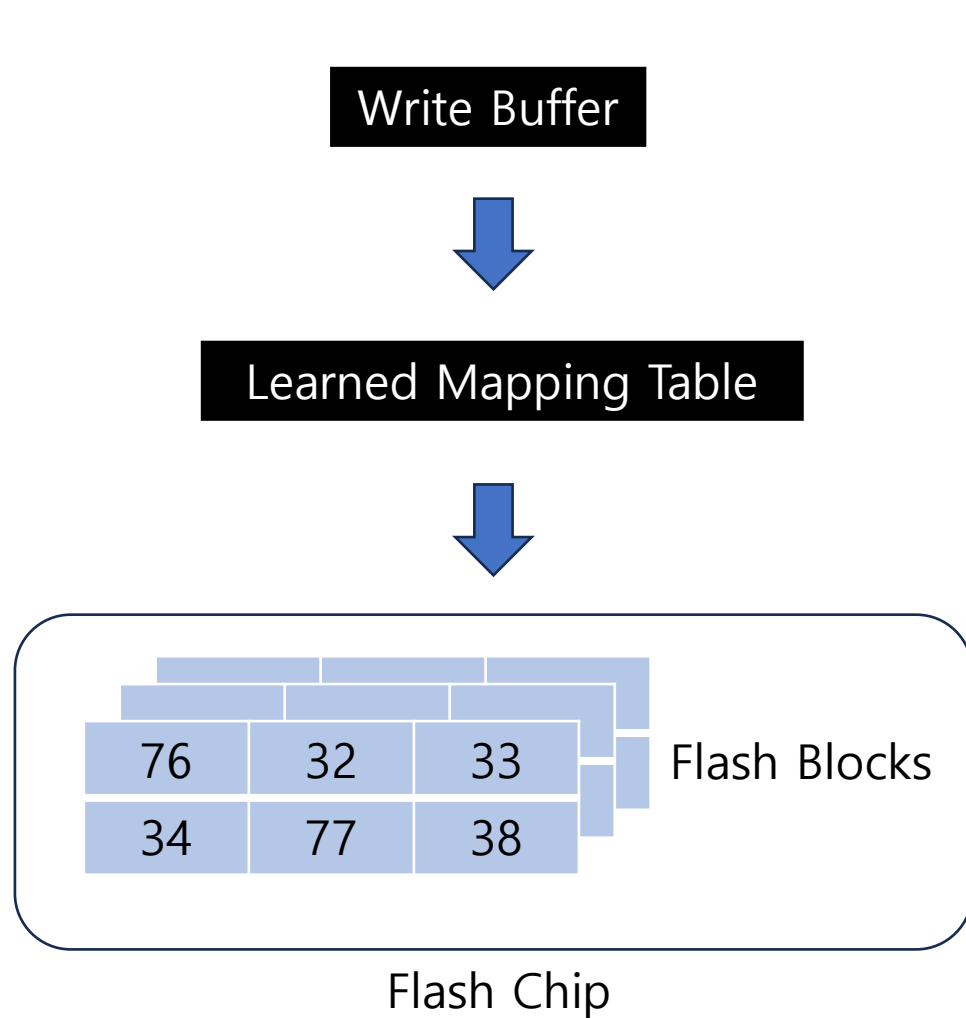 Write Buffer
Learned Mapping Table
76 32 33
Flash Blocks
34 77 38
Flash Chip